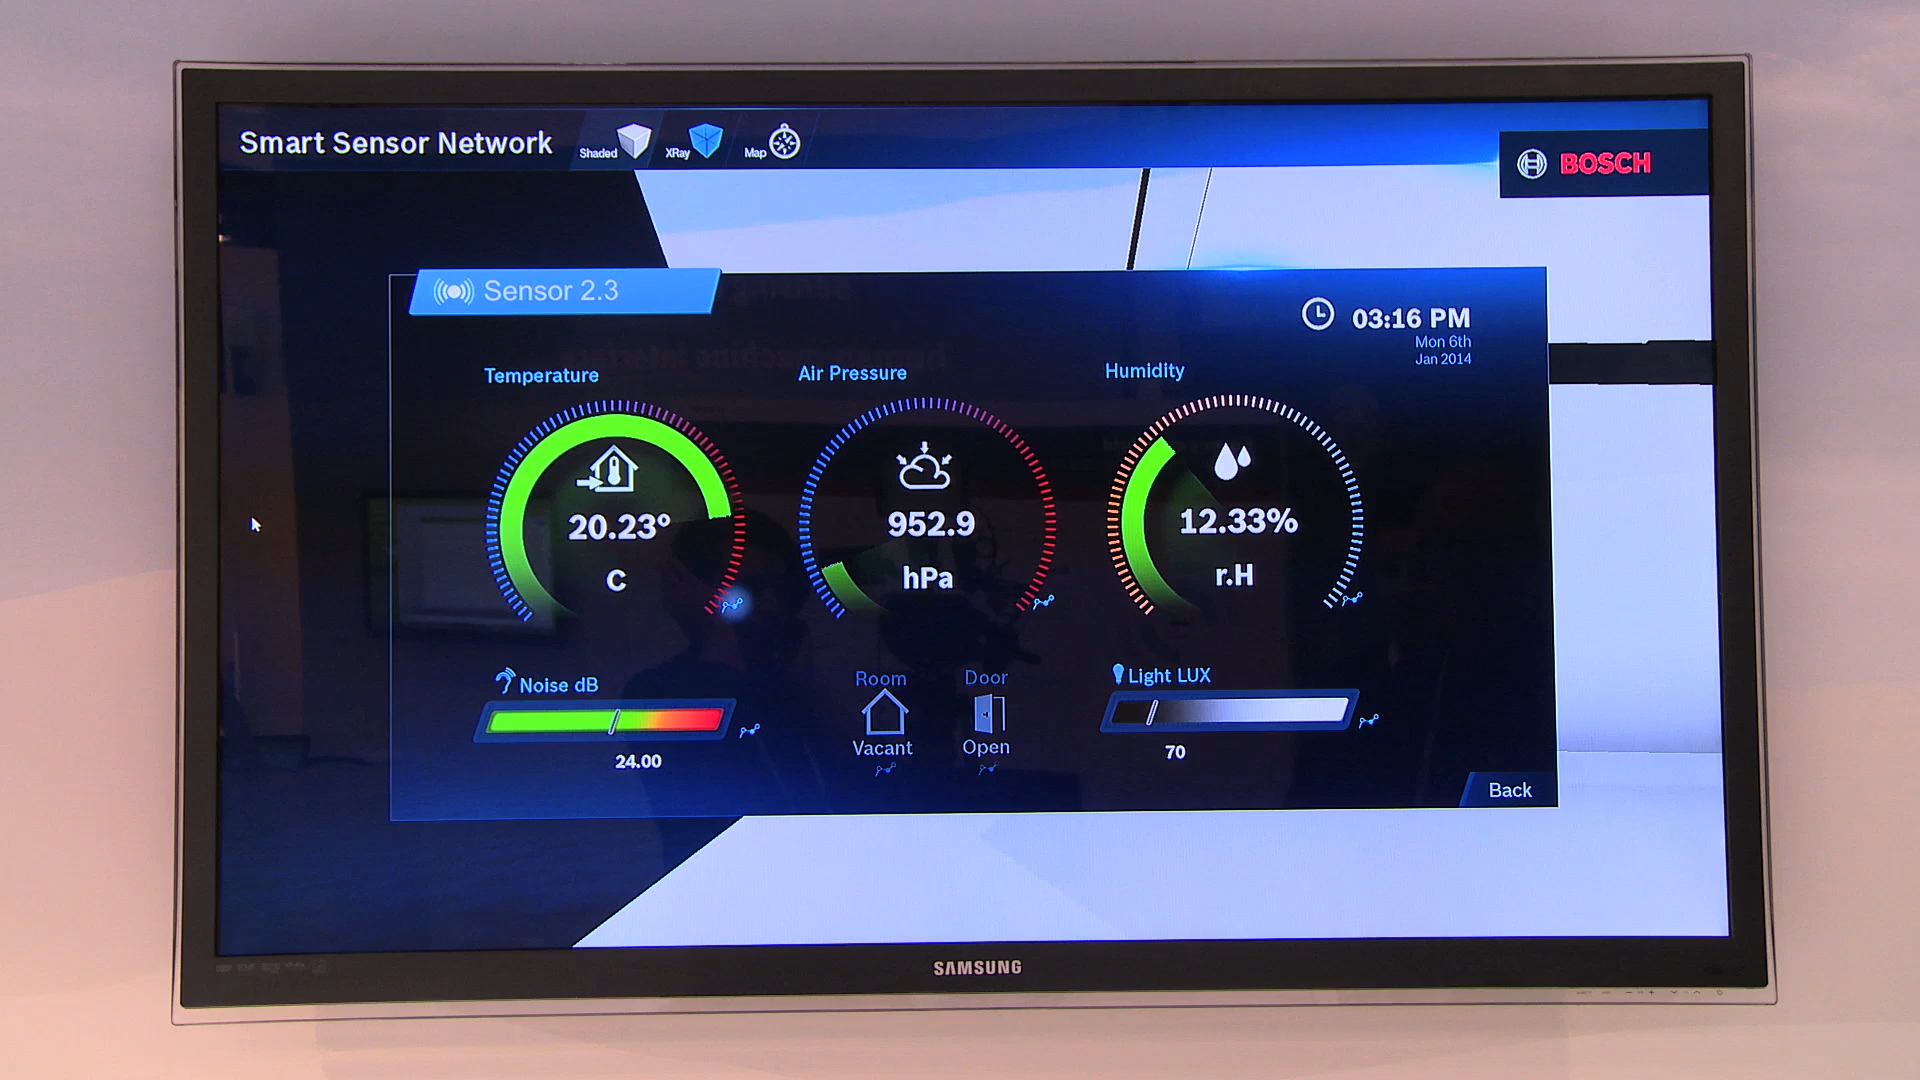 Smart Sensor Network
Shaded
XRay
Map
BOSCH
Sensor 2.3
03:16 PM
Mon 6th
Jan 2014
Temperature
Air Pressure
Humidity
20.23°
C
952.9
hPa
12.33%
r.H
Noise dB
24.00
Room
Vacant
Door
Open
Light LUX
70
Back
SAMSUNG